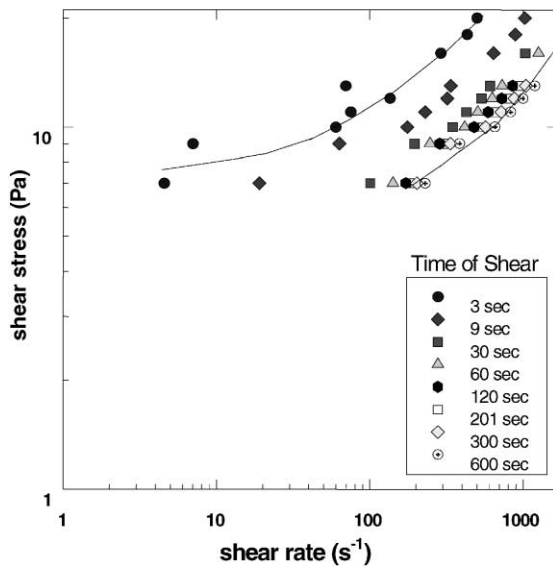 10
1
shear stress (Pa)
1
10
100
1000
shear rate (s⁻¹)
Time of Shear
3 sec
9 sec
30 sec
60 sec
120 sec
201 sec
300 sec
600 sec